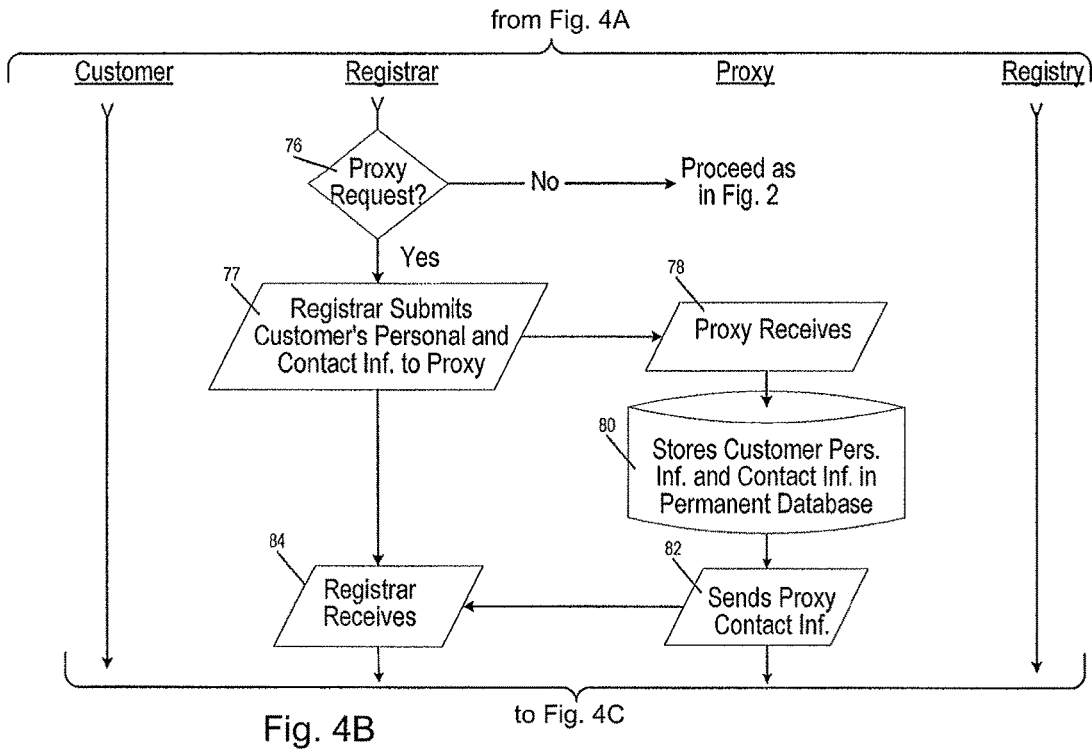 from Fig. 4A
Customer
Registrar
Proxy
Registry
76
Proxy
Request?
No
Proceed as
in Fig. 2
Yes
77
Registrar Submits
Customer's Personal and
Contact Inf. to Proxy
78
Proxy Receives
80
Stores Customer Pers.
Inf. and Contact Inf. in
Permanent Database
84
Registrar
Receives
82
Sends Proxy
Contact Inf.
to Fig. 4C
Fig. 4B